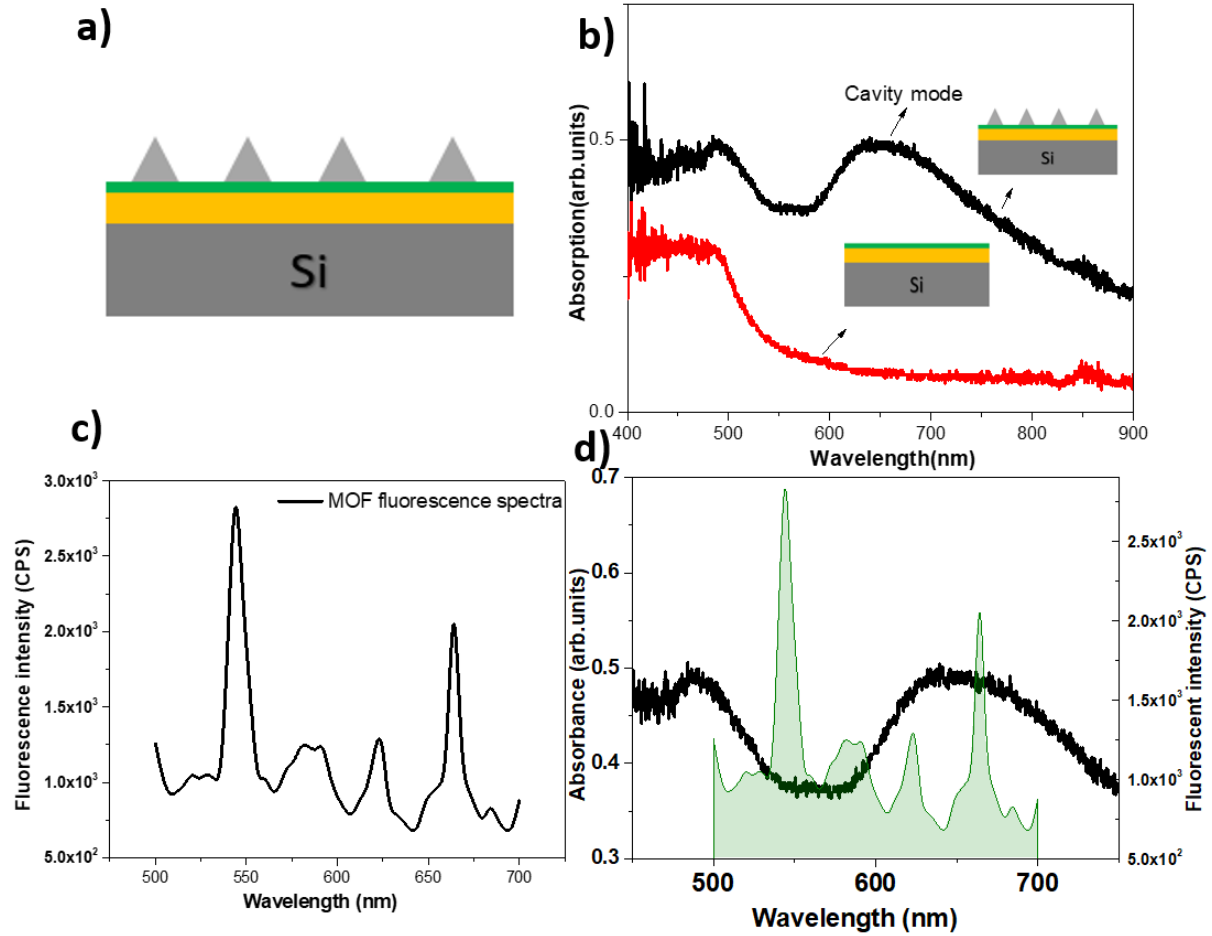 a)
Si
b)
Absorption(arb.units)
0.5
0.0
Cavity mode
Si
Si
400
500
600
700
800
900
Wavelength(nm)
c)
MOF fluorescence spectra
Fluorescence intensity (CPS)
3.0x10³
2.5x10³
2.0x10³
1.5x10³
1.0x10³
5.0x10²
500
550
600
650
700
Wavelength (nm)
d)
Absorbance (arb.units)
0.7
0.6
0.5
0.4
0.3
2.5x10³
2.0x10³
1.5x10³
1.0x10³
5.0x10²
Fluorescent intensity (CPS)
500
600
700
Wavelength (nm)